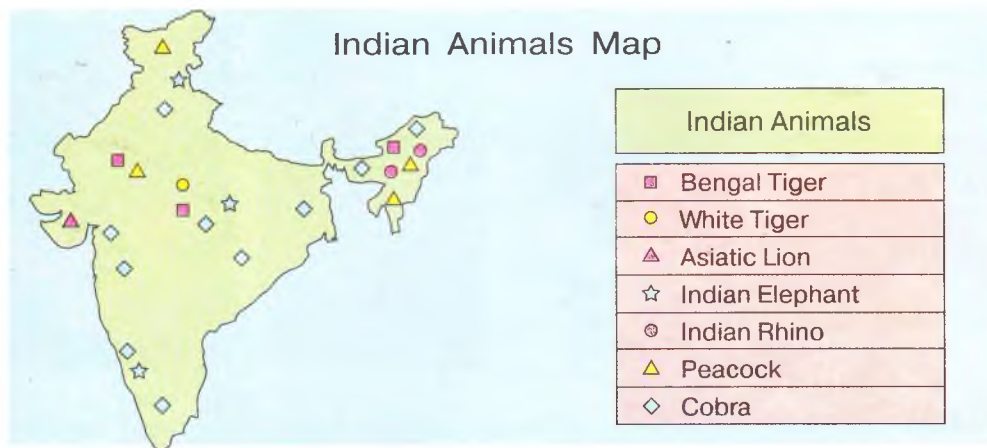 Indian Animals Map
Indian Animals
Bengal Tiger
White Tiger
Asiatic Lion
Indian Elephant
Indian Rhino
Peacock
Cobra